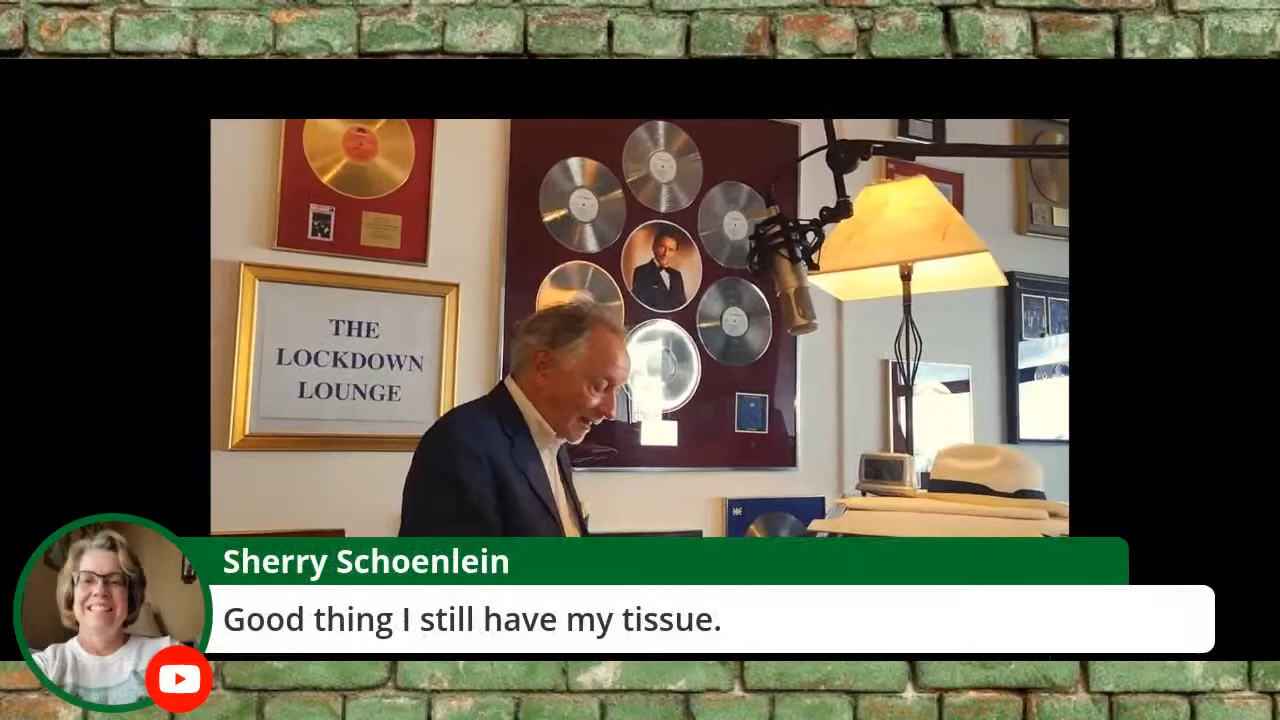 THE
LOCKDOWN
LOUNGE
Sherry Schoenlein
Good thing I still have my tissue.